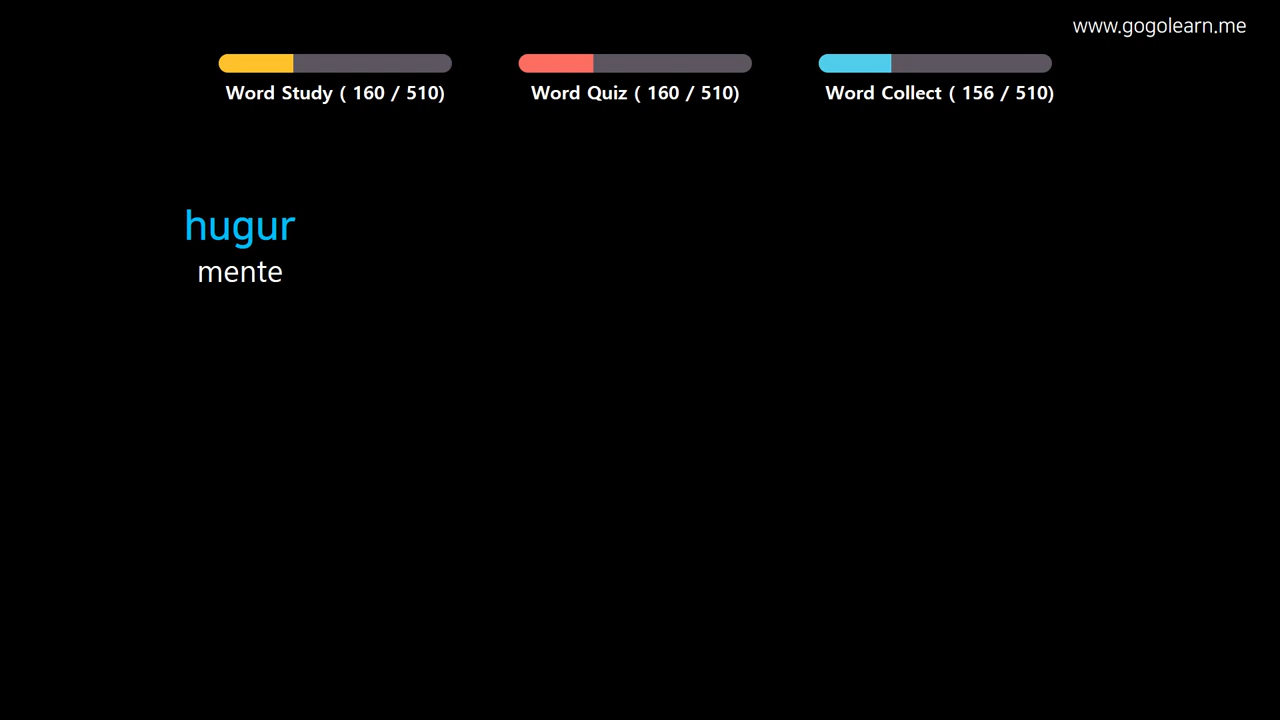 www.gogolearn.me
Word Study ( 160 / 510)
Word Quiz ( 160 / 510)
Word Collect ( 156 / 510)
hugur
mente